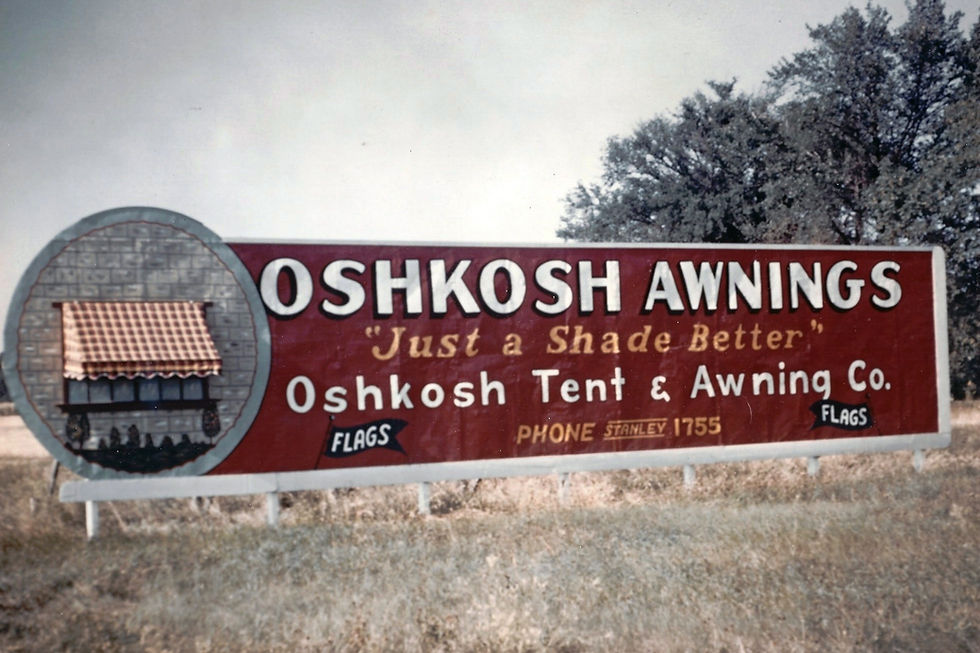 OSHKOSH AWNINGS
"Just a Shade Better"
Oshkosh Tent & Awning Co.
FLAGS
PHONE STANLEY 1755
FLAGS